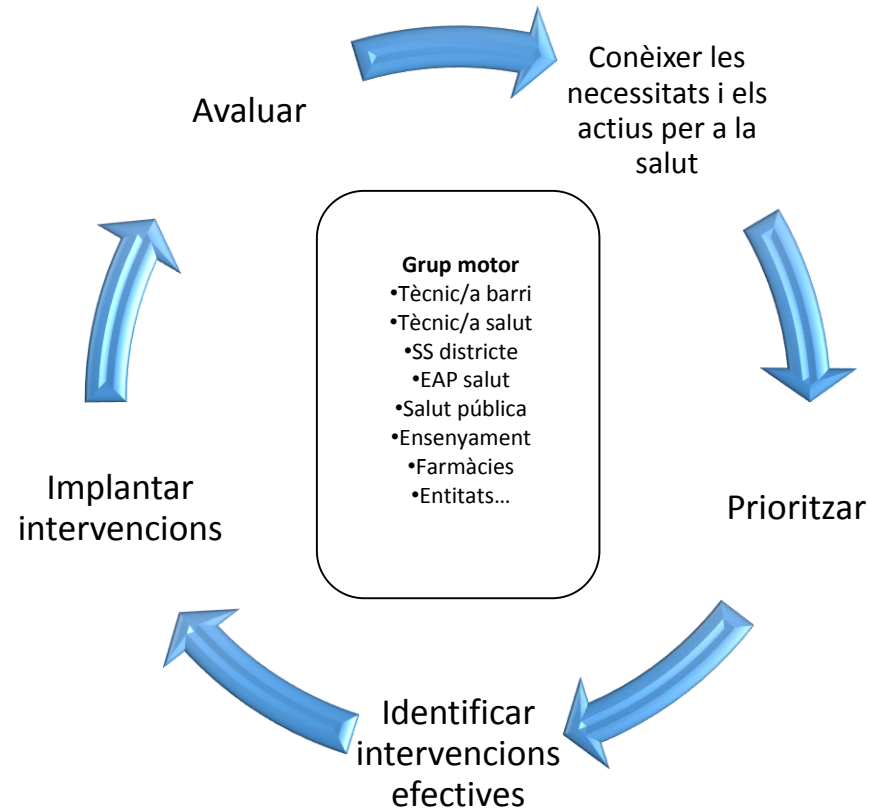 Avaluar
Conèixer les
necessitats i els
actius per a la
salut
Grup motor
•Tècnic/a barri
•Tècnic/a salut
•SS districte
•EAP salut
•Salut pública
•Ensenyament
•Farmàcies
•Entitats...
Prioritzar
Identificar
intervencions
efectives
Implantar
intervencions